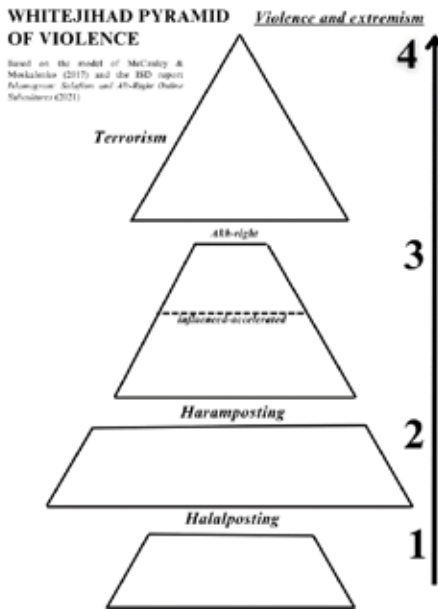 WHITEJIHAD PYRAMID
OF VIOLENCE
Based on the model of McCauley &
Moskalenko (2017) and the ISD report
Islamogram: Salafism and Alt-Right Online
Subcultures (2021)
Violence and extremism
4
Terrorism
Akh-right
3
influenced-accelerated
Haramposting
2
Halalposting
1